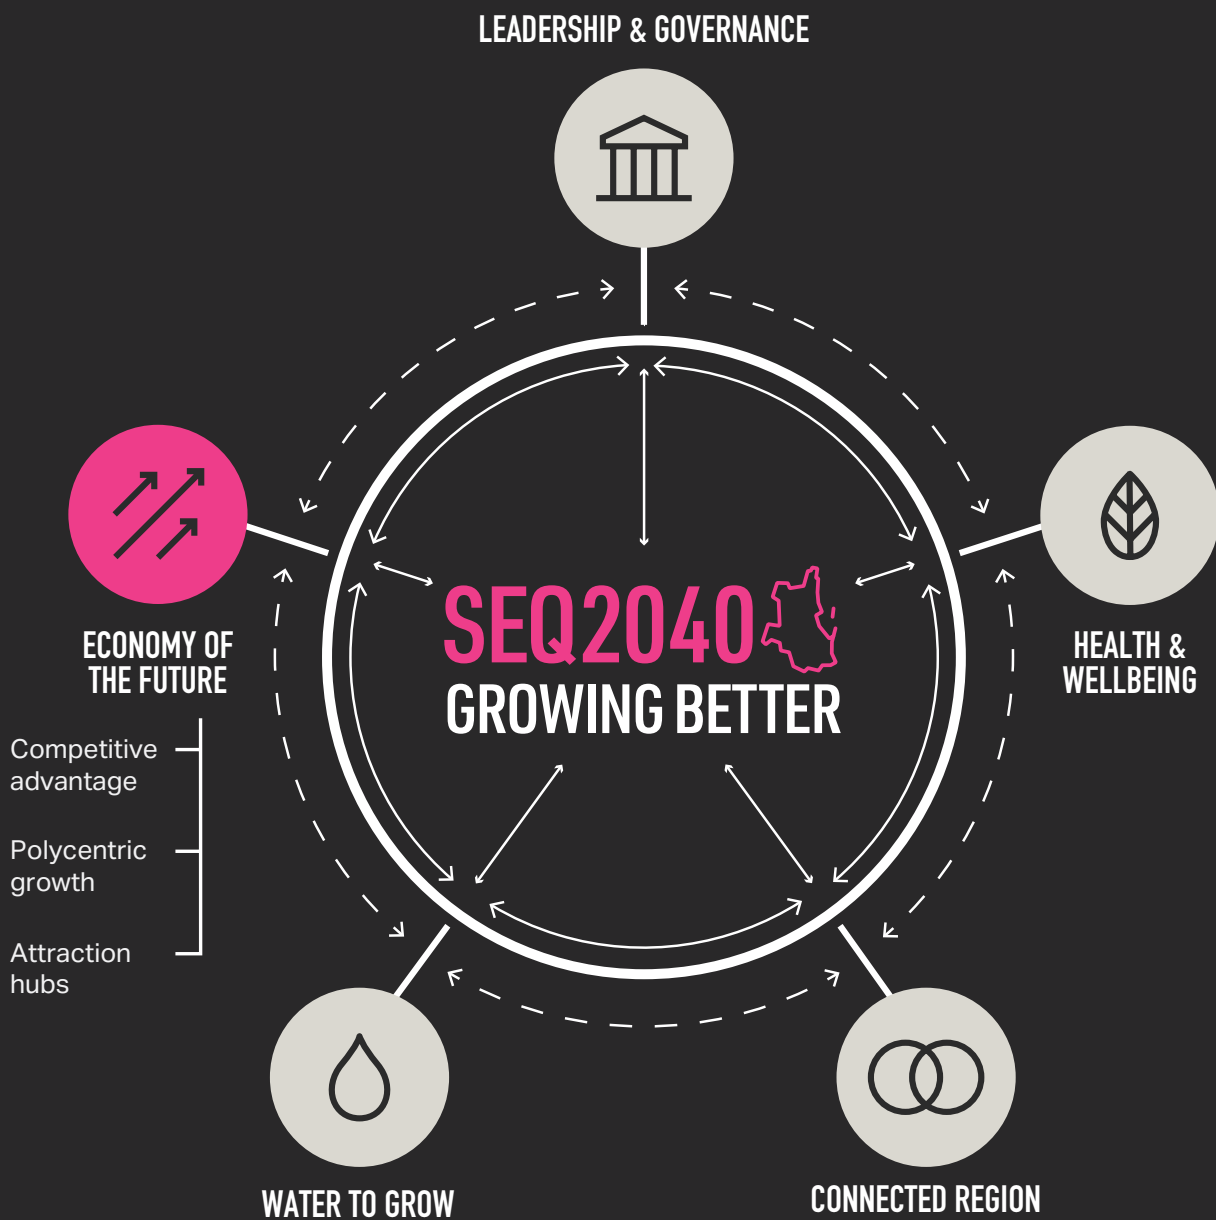 LEADERSHIP & GOVERNANCE
SEQ2040
GROWING BETTER
ECONOMY OF
THE FUTURE
Competitive
advantage
Polycentric
growth
Attraction
hubs
HEALTH &
WELLBEING
WATER TO GROW
CONNECTED REGION